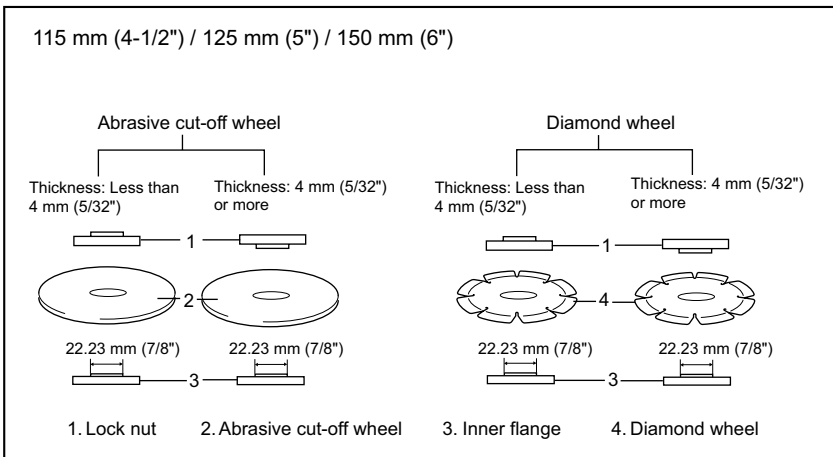 115 mm (4-1/2") / 125 mm (5") / 150 mm (6")
Abrasive cut-off wheel
Diamond wheel
Thickness: Less than
4 mm (5/32")
Thickness: 4 mm (5/32")
or more
Thickness: Less than
4 mm (5/32")
Thickness: 4 mm (5/32")
or more
1
1
2
4
22.23 mm (7/8")
22.23 mm (7/8")
22.23 mm (7/8")
22.23 mm (7/8")
3
3
1. Lock nut 2. Abrasive cut-off wheel 3. Inner flange 4. Diamond wheel